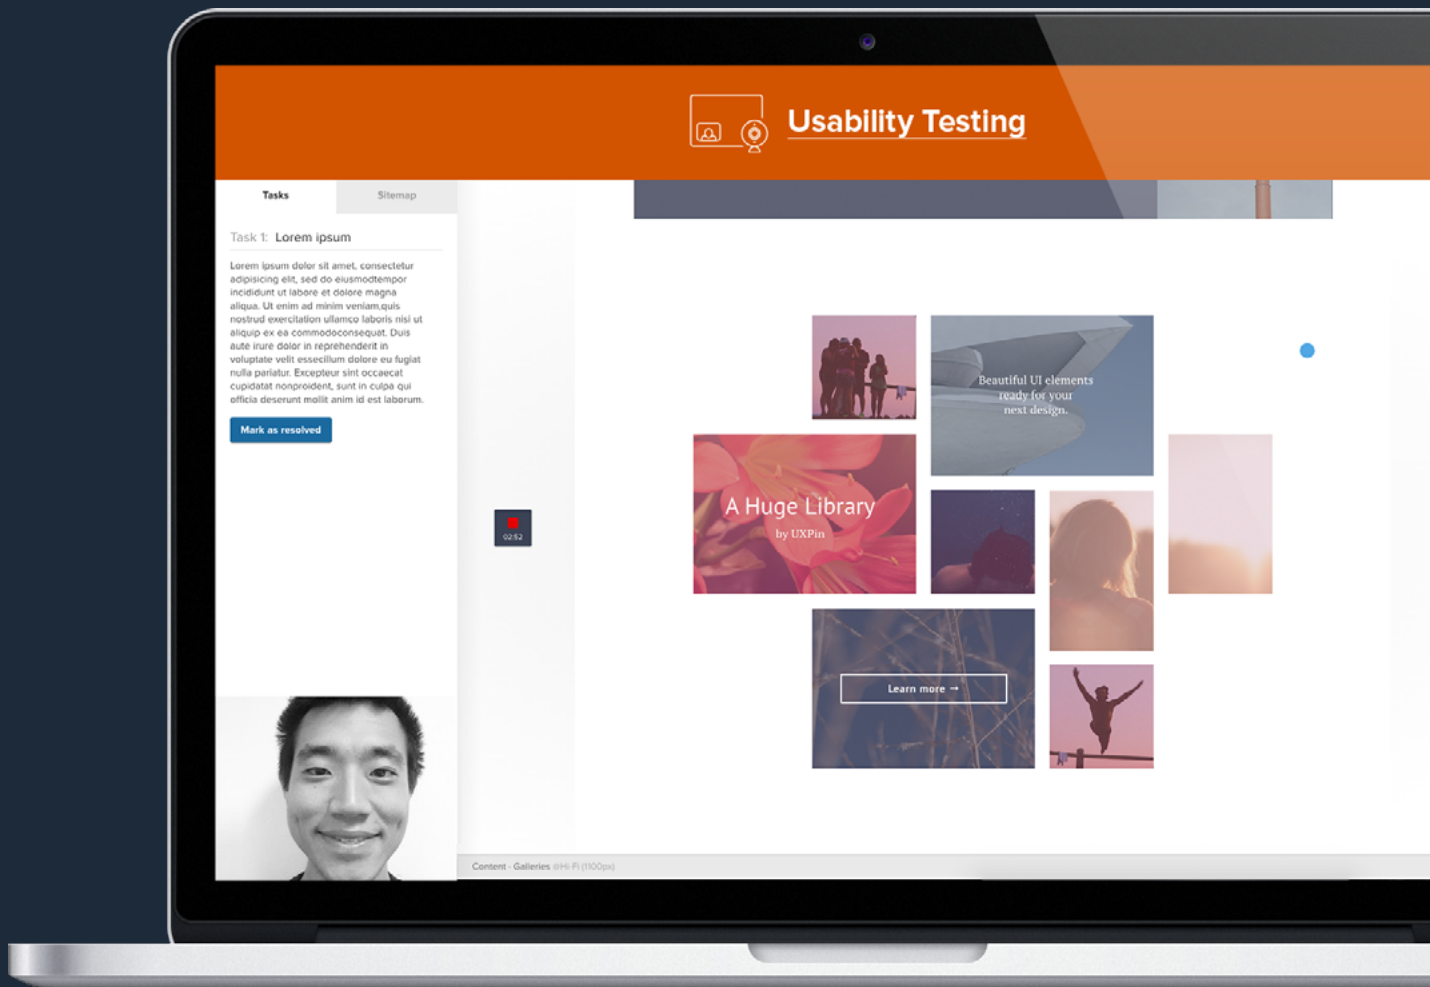 Usability Testing
Tasks
Sitemap
Task 1: Lorem ipsum
Lorem ipsum dolor sit amet, consectetur
adipisicing elit, sed do eiusmodtempor
incididunt ut labore et dolore magna
aliqua. Ut enim ad minim veniam,quis
nostrud exercitation ullamco laboris nisi ut
aliquip ex ea commodoconsequat. Duis
aute irure dolor in reprehenderit in
voluptate velit essecillum dolore eu fugiat
nulla pariatur. Excepteur sint occaecat
cupidatat nonproident, sunt in culpa qui
officia deserunt mollit anim id est laborum.
Mark as resolved
02:52
Beautiful UI elements
ready for your
next design.
A Huge Library
by UXPin
Learn more →
Content - Galleries @Hi-Fi (1100px)